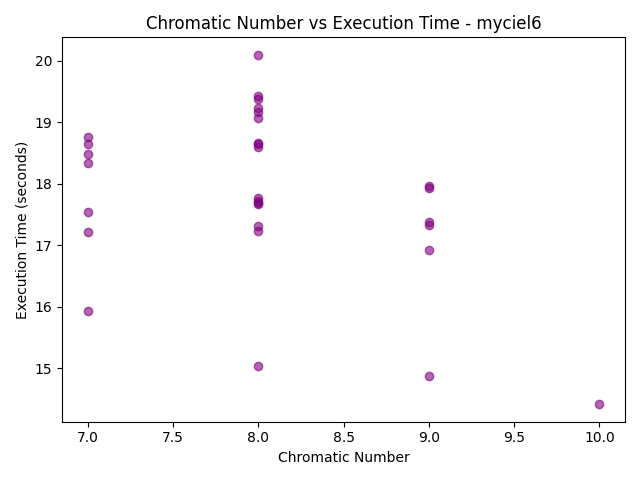 Chromatic Number vs Execution Time - myciel6
20
19
18
17
16
15
Execution Time (seconds)
7.0 7.5 8.0 8.5 9.0 9.5 10.0
Chromatic Number